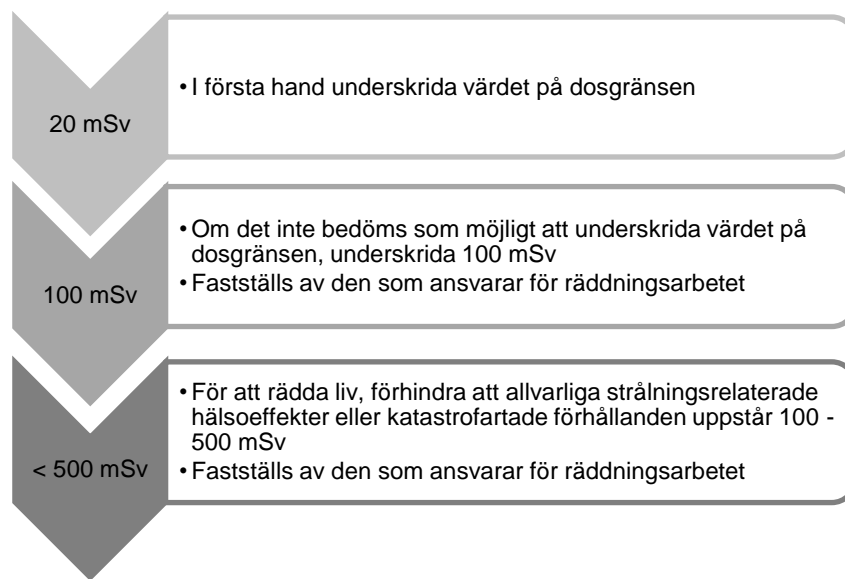 20 mSv
• I första hand underskrida värdet på dosgränsen
100 mSv
• Om det inte bedöms som möjligt att underskrida värdet på
dosgränsen, underskrida 100 mSv
• Fastställs av den som ansvarar för räddningsarbetet
< 500 mSv
• För att rädda liv, förhindra att allvarliga strålningsrelaterade
hälsoeffekter eller katastrofartade förhållanden uppstår 100 -
500 mSv
• Fastställs av den som ansvarar för räddningsarbetet